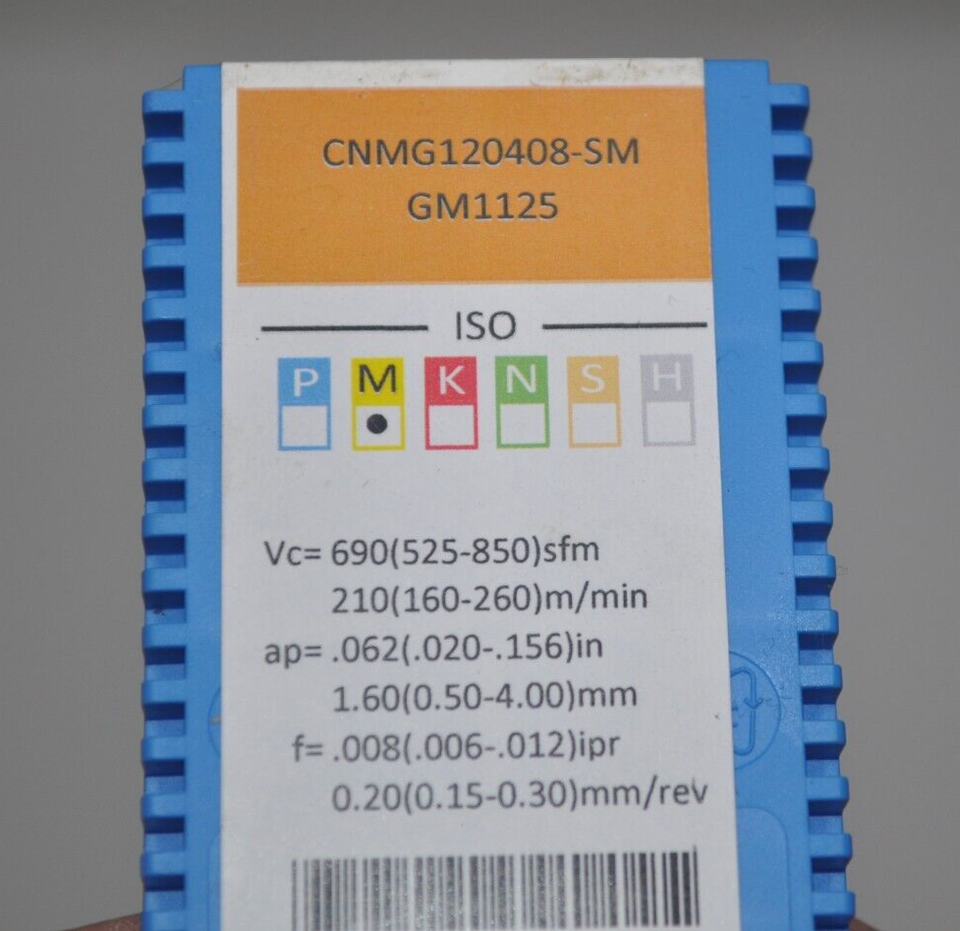 CNMG120408-SM
GM1125
ISO
P M K N S H
Vc= 690(525-850)sfm
210(160-260)m/min
ap= .062(.020-.156)in
1.60(0.50-4.00)mm
f= .008(.006-.012)ipr
0.20(0.15-0.30)mm/rev